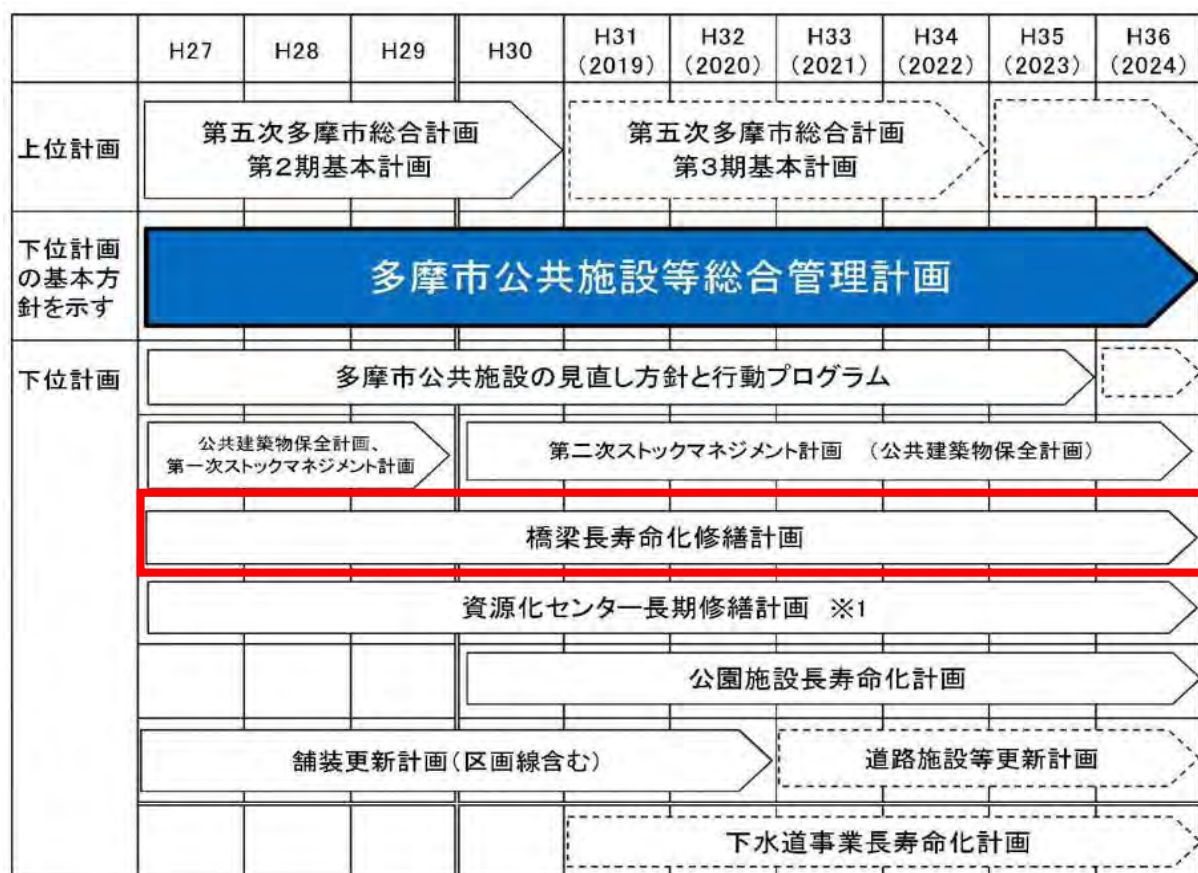 H27
H28
H29
H30
H31
(2019)
H32
(2020)
H33
(2021)
H34
(2022)
H35
(2023)
H36
(2024)
上位計画
第五次多摩市総合計画
第2期基本計画
第五次多摩市総合計画
第3期基本計画
下位計画
の基本方
針を示す
多摩市公共施設等総合管理計画
下位計画
多摩市公共施設の見直し方針と行動プログラム
公共建築物保全計画、
第一次ストックマネジメント計画
第二次ストックマネジメント計画 (公共建築物保全計画)
橋梁長寿命化修繕計画
資源化センター長期修繕計画 ※1
公園施設長寿命化計画
舗装更新計画(区画線含む)
道路施設等更新計画
下水道事業長寿命化計画